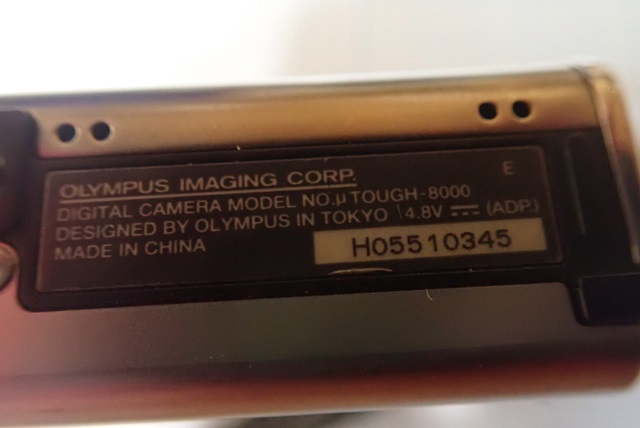 OLYMPUS IMAGING CORP.
E
DIGITAL CAMERA MODEL NO.μ TOUGH-8000
DESIGNED BY OLYMPUS IN TOKYO 4.8V ⎓ (ADP)
MADE IN CHINA
H05510345